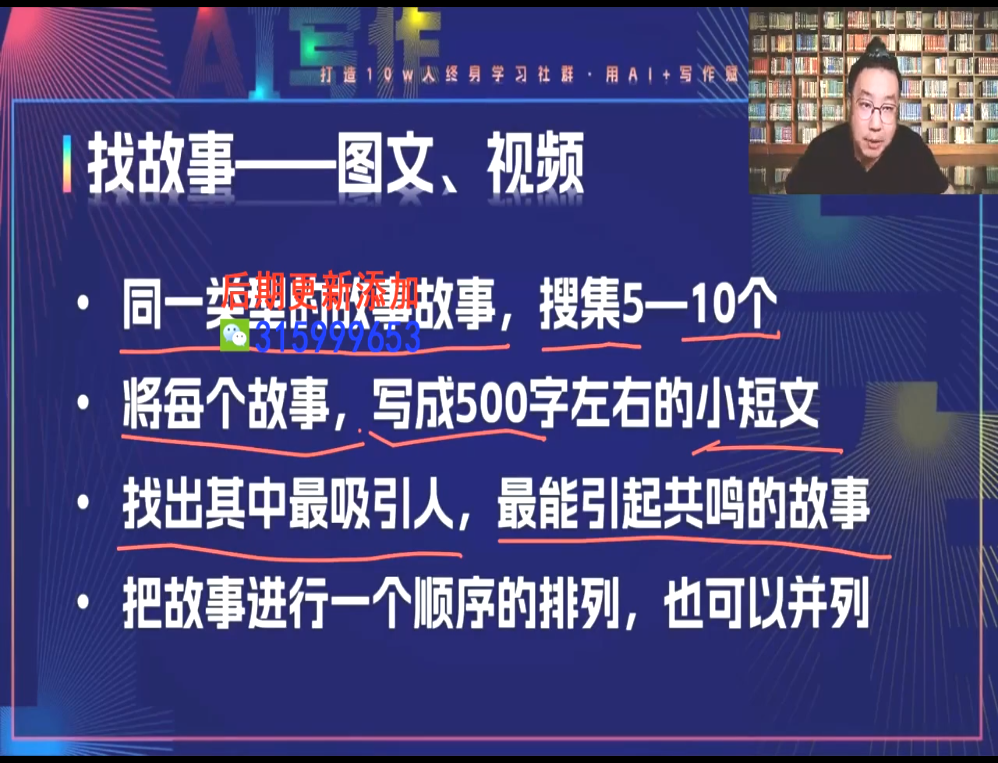 AI写作
打造10w人终身学习社群·用AI+写作赋
找故事——图文、视频
后期更新添加
同一类型的故事故事，搜集5—10个
315999653
将每个故事，写成500字左右的小短文
找出其中最吸引人，最能引起共鸣的故事
把故事进行一个顺序的排列，也可以并列